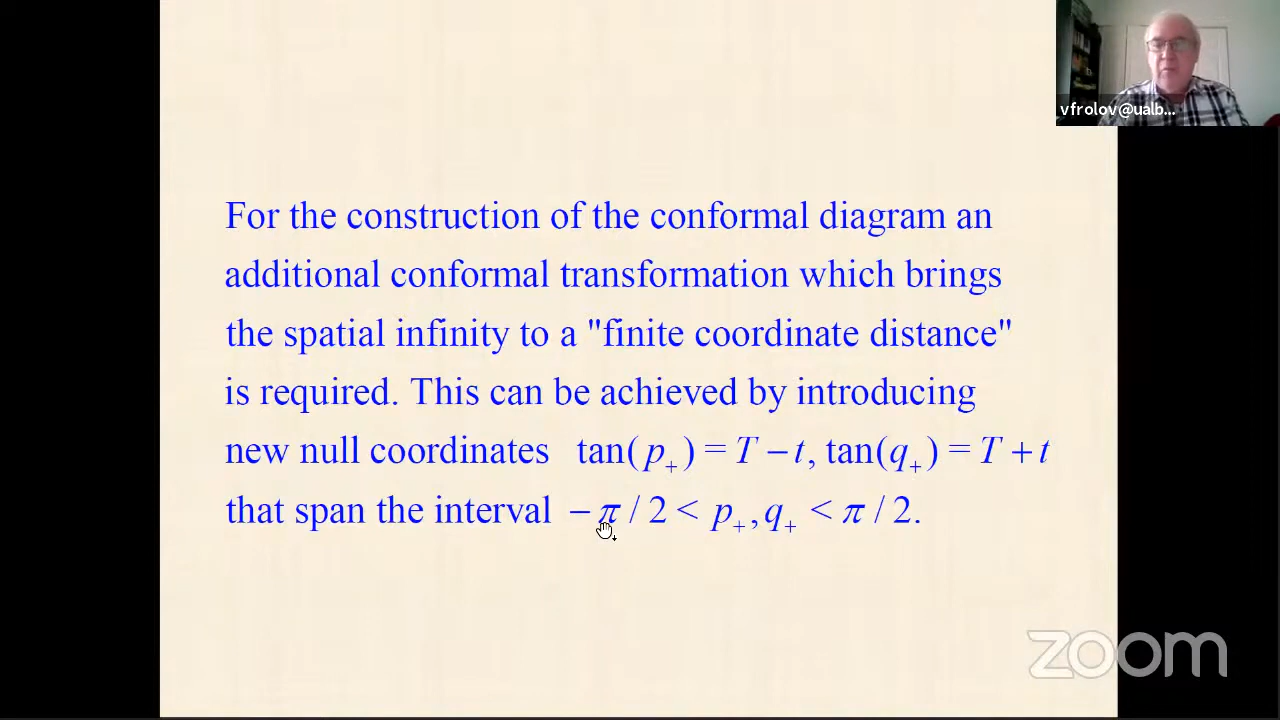 vfrolov@ualb...
For the construction of the conformal diagram an
additional conformal transformation which brings
the spatial infinity to a "finite coordinate distance"
is required. This can be achieved by introducing
new null coordinates tan(p₊) = T − t, tan(q₊) = T + t
that span the interval − π / 2 < p₊, q₊ < π / 2.
zoom